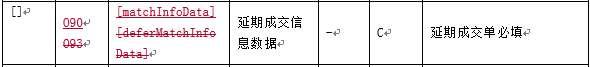 []
090
093
[matchInfoData]
[deferMatchInfo
Data]
延期成交信
息数据
-
C
延期成交单必填